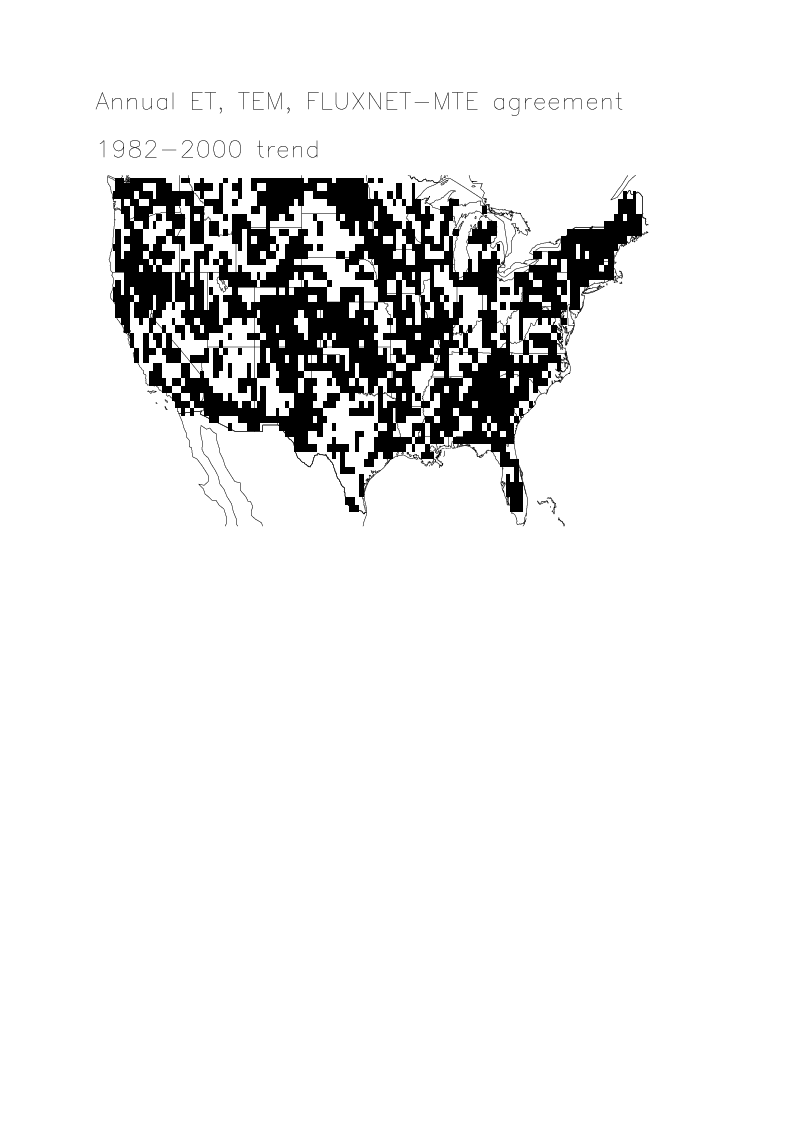 Annual ET, TEM, FLUXNET−MTE agreement
1982−2000 trend